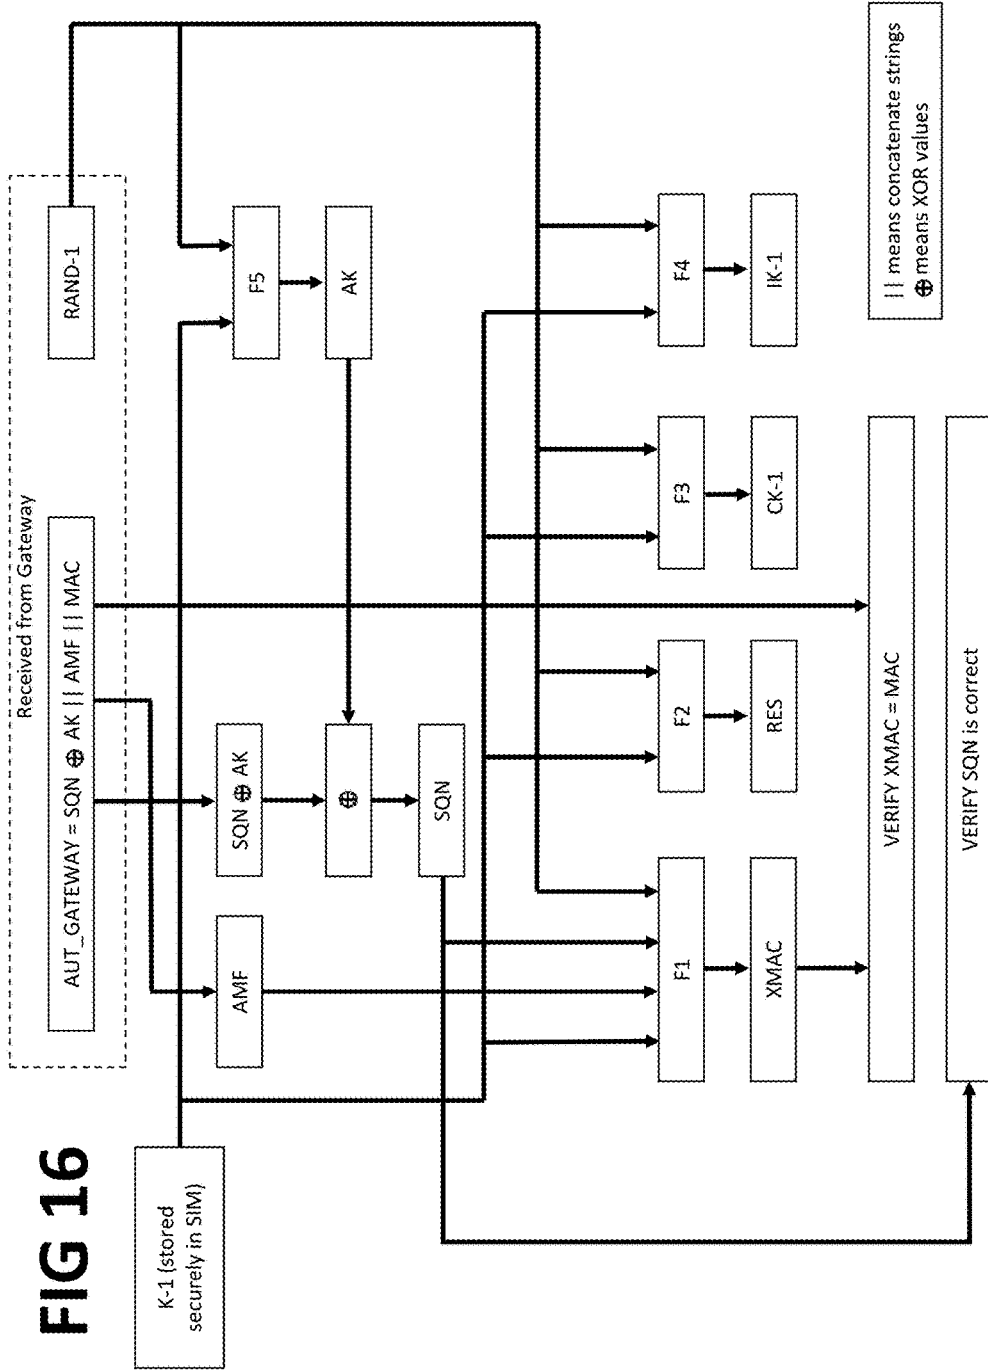 FIG 16
Received from Gateway
AUT_GATEWAY = SQN ⊕ AK || AMF || MAC
RAND-1
K-1 (stored
securely in SIM)
AMF
SQN ⊕ AK
F5
⊕
AK
SQN
F1
F2
F3
F4
XMAC
RES
CK-1
IK-1
VERIFY XMAC = MAC
VERIFY SQN is correct
|| means concatenate strings
⊕ means XOR values